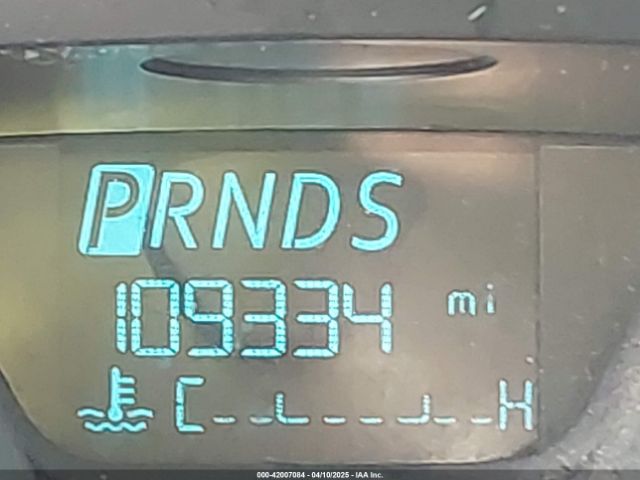 PRNDS
109334 mi
C H
000-42007084 - 04/10/2025 - IAA Inc.